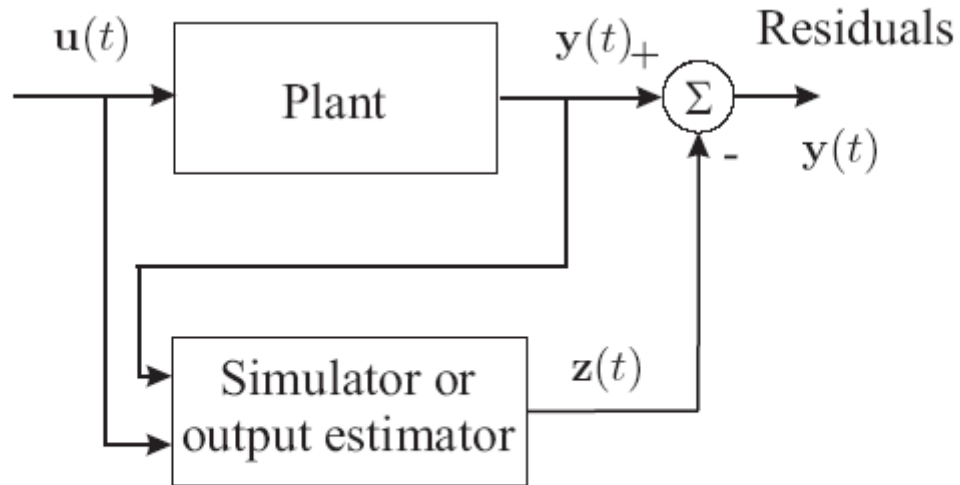 Residuals
u(t)
y(t)
+
Plant
Σ
-
y(t)
z(t)
Simulator or
output estimator